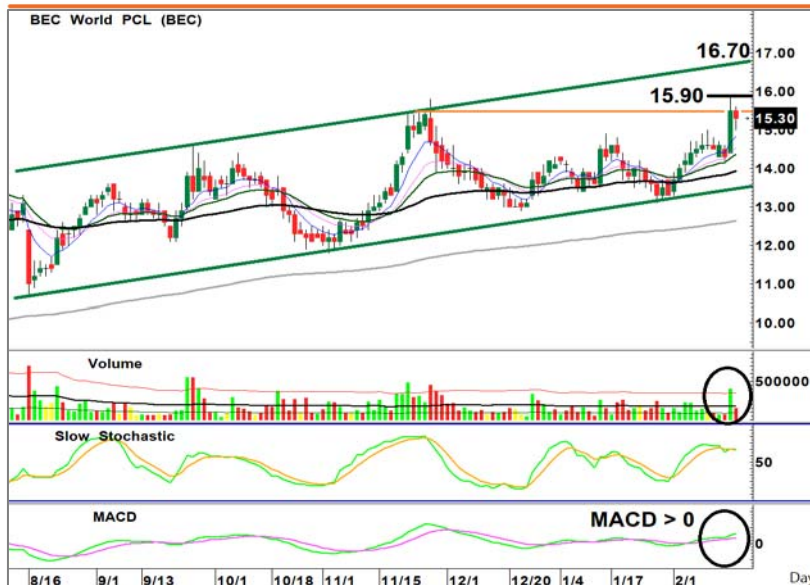 BEC World PCL (BEC)
16.70
17.00
15.90
16.00
15.30
15.00
14.00
13.00
12.00
11.00
10.00
Volume
500000
Slow Stochastic
50
MACD
MACD > 0
0
8/16 9/1 9/13 10/1 10/18 11/1 11/15 12/1 12/20 1/4 1/17 2/1